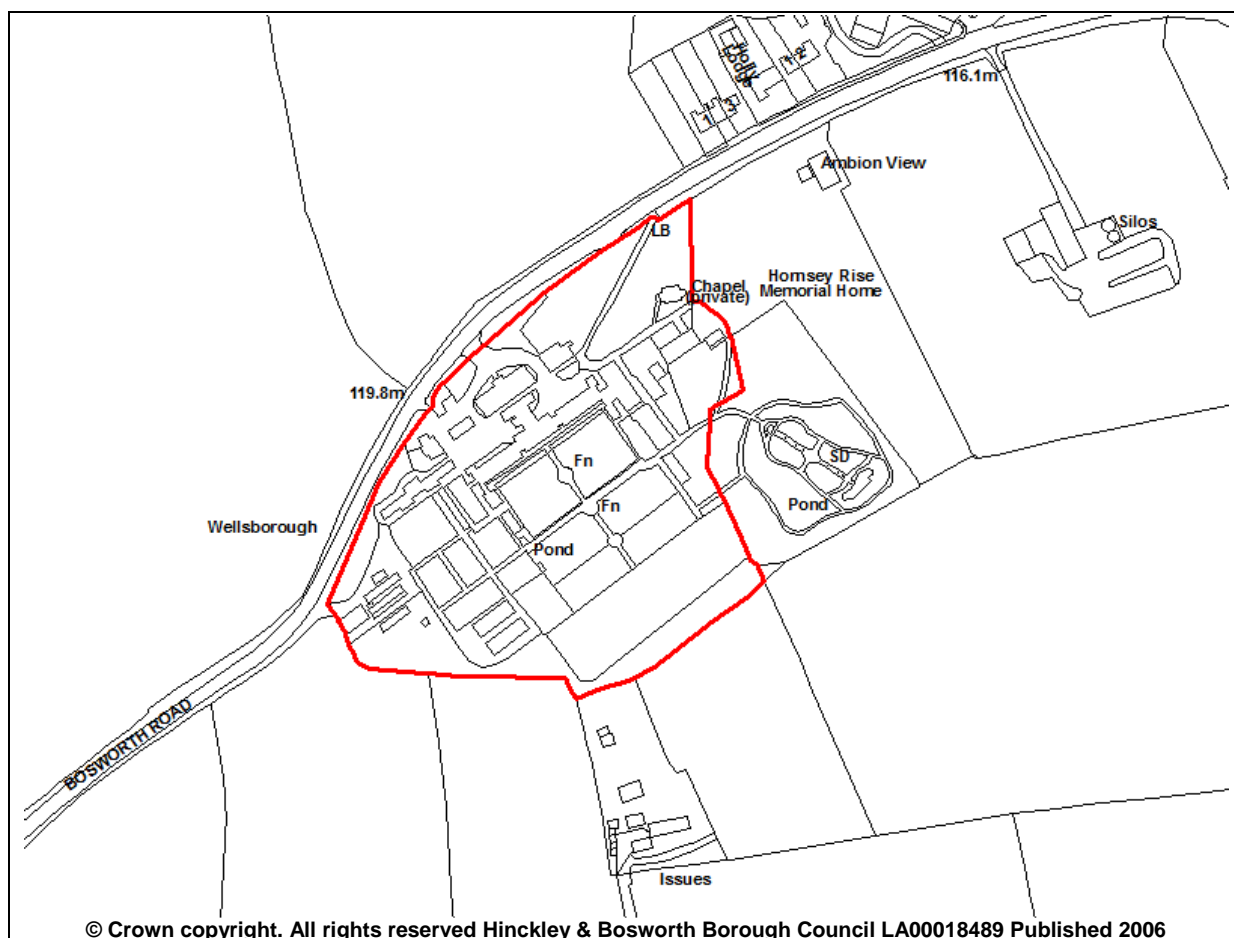 Holly
Lodge
1-2
1
3
116.1m
Ambion View
LB
Silos
Chapel
(private)
Hornsey Rise
Memorial Home
119.8m
Fn
SD
Fn
Pond
Wellsborough
Pond
BOSWORTH ROAD
Issues
© Crown copyright. All rights reserved Hinckley & Bosworth Borough Council LA00018489 Published 2006